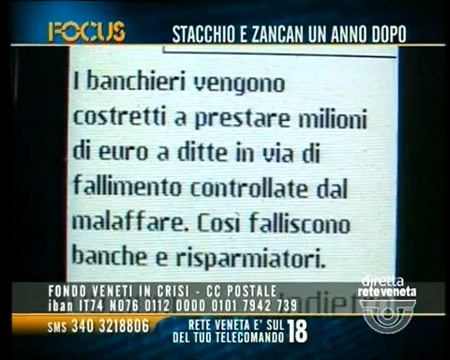 FOCUS
STACCHIO E ZANCAN UN ANNO DOPO
I banchieri vengono
costretti a prestare milioni
di euro a ditte in via di
fallimento controllate dal
malaffare. Così falliscono
banche e risparmiatori.
FONDO VENETI IN CRISI - CC POSTALE
iban IT74 N076 0112 0000 0101 7942 739
diretta
reteveneta
SMS 340 3218806
RETE VENETA E' SUL
DEL TUO TELECOMANDO 18